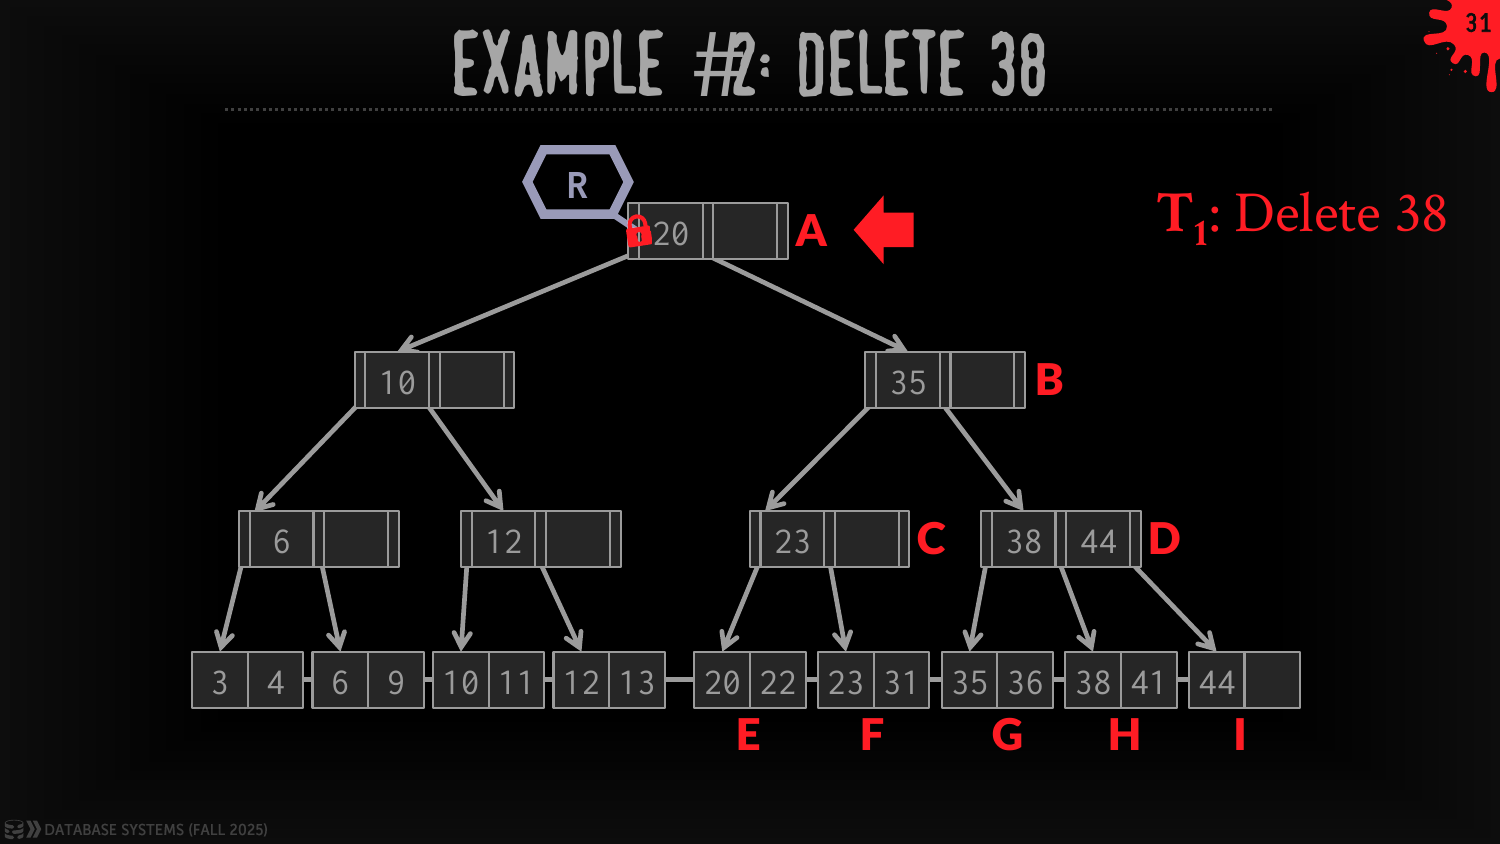 31
EXAMPLE #2: DELETE 38
R
20 A
T1: Delete 38
10
35 B
6
12
23 C
38 44 D
3 4
6 9
10 11
12 13
20 22
23 31
35 36
38 41
44
E
F
G
H
I
DATABASE SYSTEMS (FALL 2025)